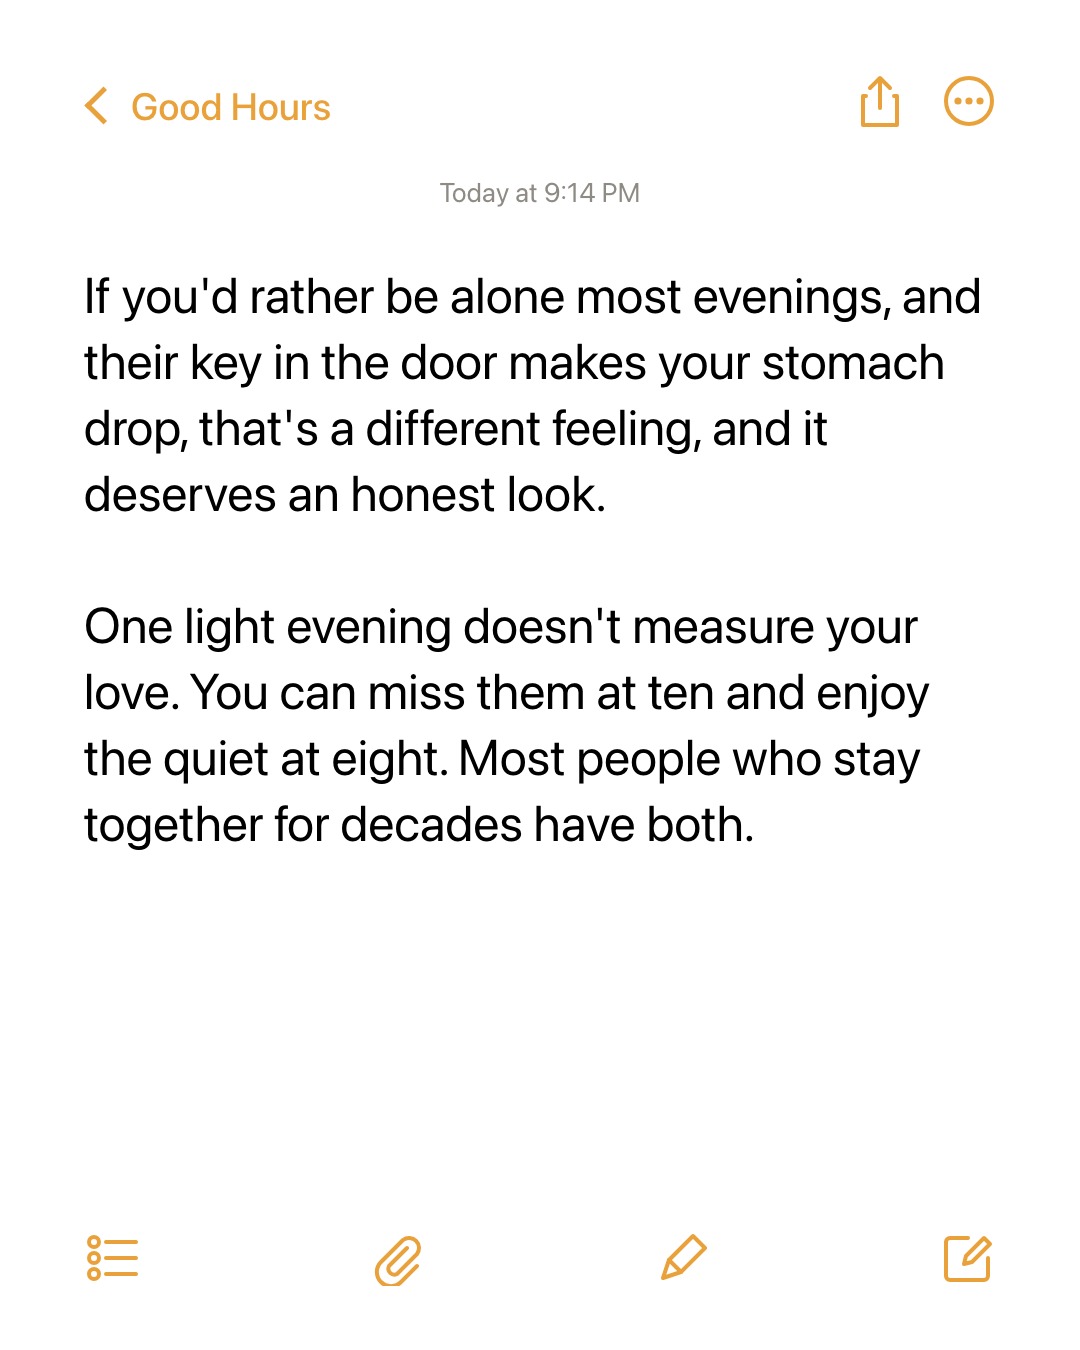 Good Hours
Today at 9:14 PM
If you'd rather be alone most evenings, and
their key in the door makes your stomach
drop, that's a different feeling, and it
deserves an honest look.
One light evening doesn't measure your
love. You can miss them at ten and enjoy
the quiet at eight. Most people who stay
together for decades have both.